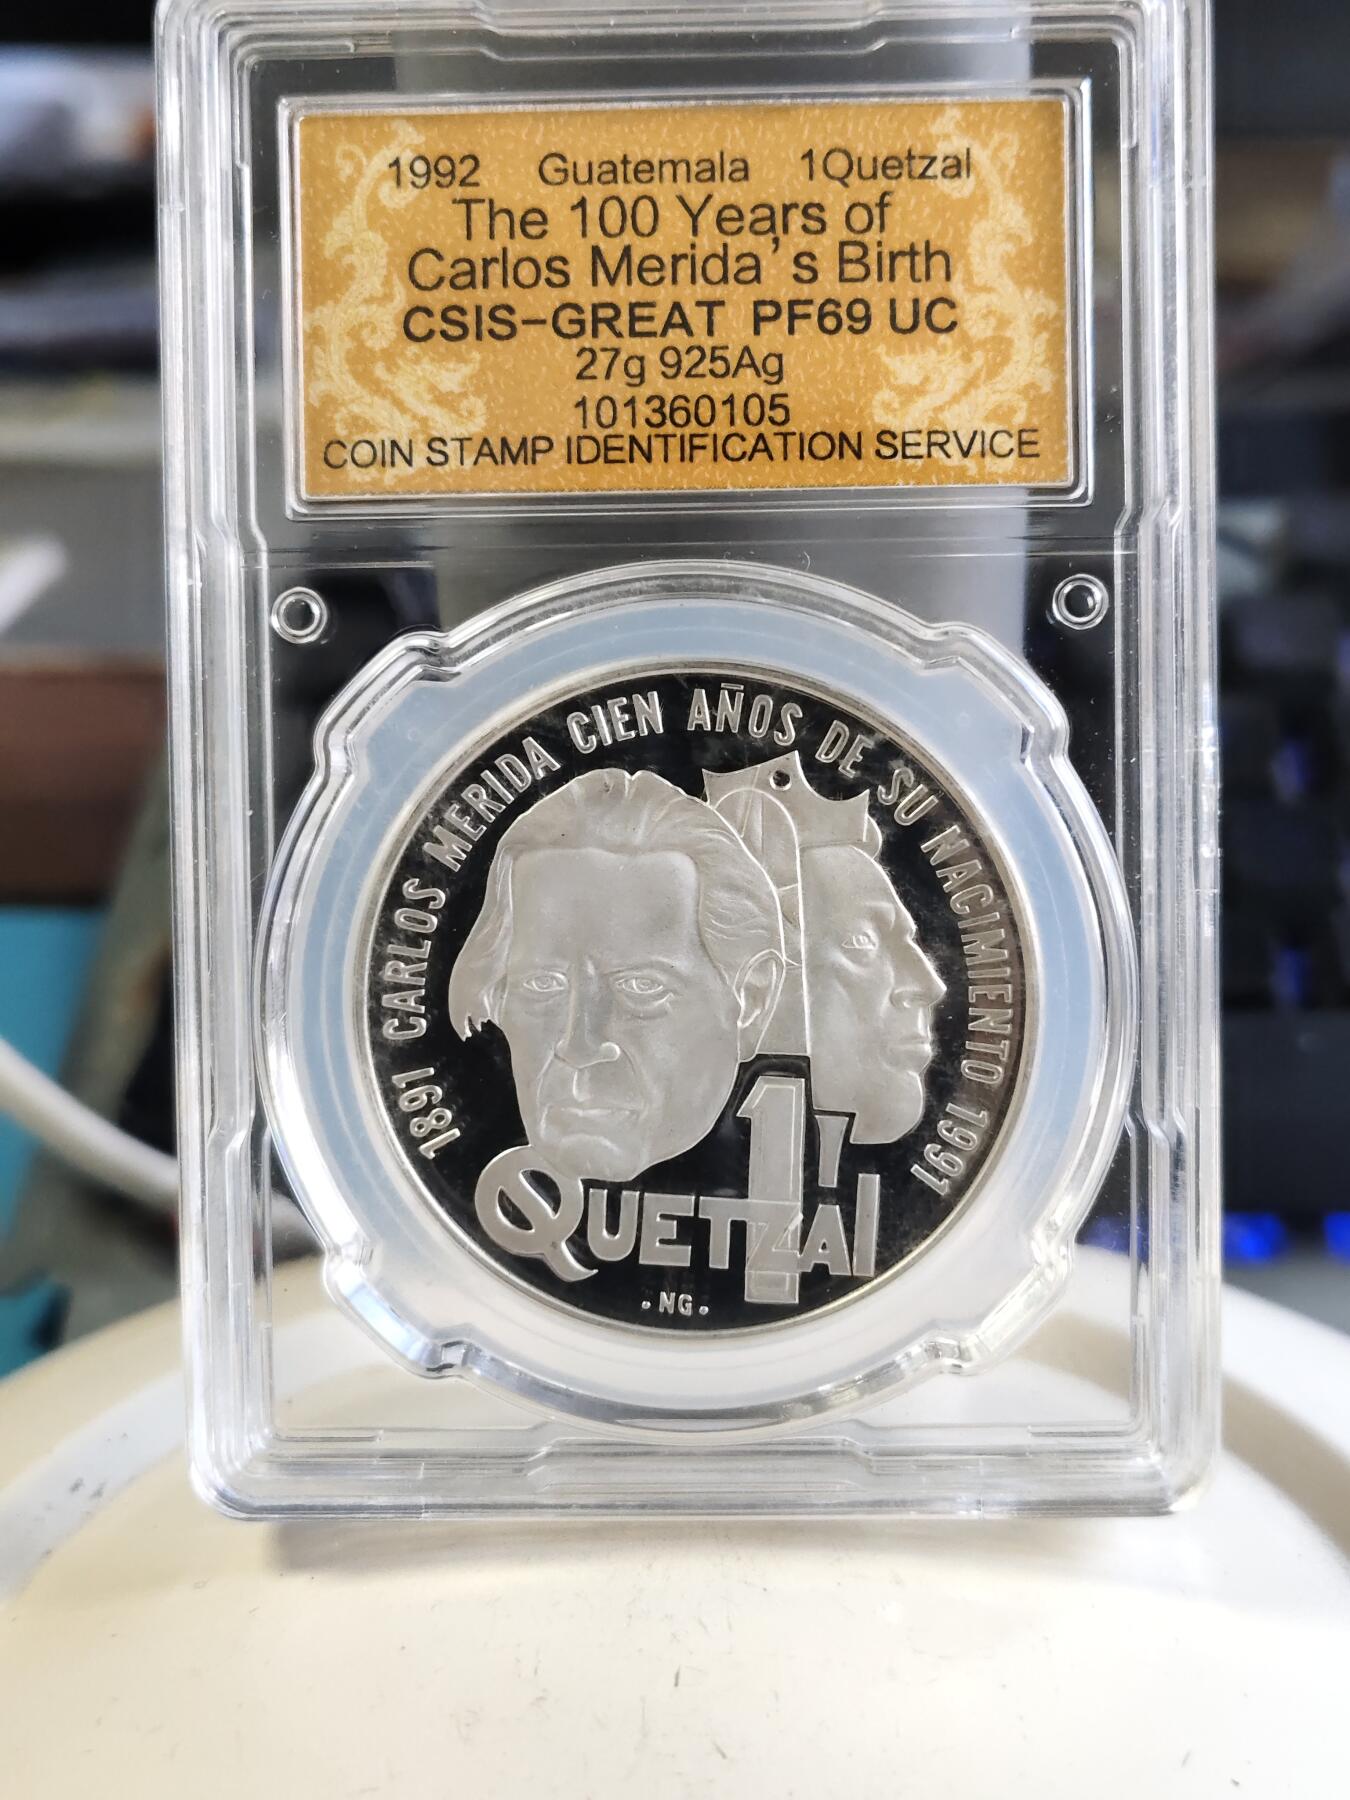 1992 Guatemala 1Quetzal
The 100 Years of
Carlos Merida's Birth
CSIS-GREAT PF69 UC
27g 925Ag
101360105
COIN STAMP IDENTIFICATION SERVICE
1891 CARLOS MERIDA CIEN AÑOS DE SU NACIMIENTO 1991
1
QUETZAl
·NG·